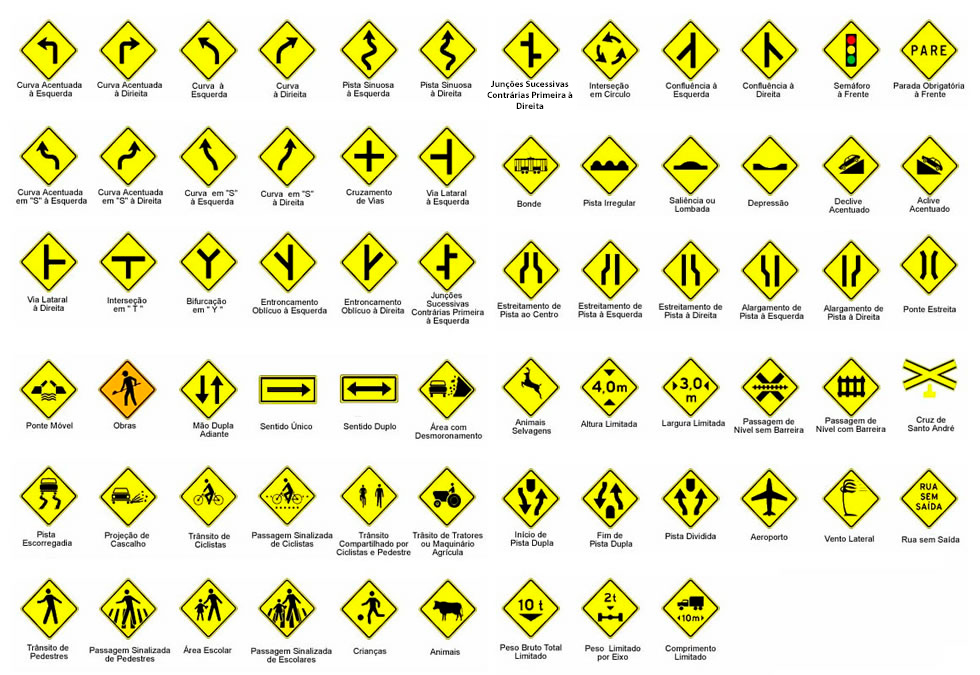 Curva Acentuada
à Esquerda
Curva Acentuada
à Dirieita
Curva à
Esquerda
Curva
à Direita
Pista Sinuosa
à Esquerda
Pista Sinuosa
à Direita
Junções Sucessivas
Contrárias Primeira à
Direita
Interseção
em Círculo
Confluência à
Esquerda
Confluência à
Direita
Semáforo
à Frente
PARE
Parada Obrigatória
à Frente
Curva Acentuada
em "S" à Esquerda
Curva Acentuada
em "S" à Direita
Curva em "S"
à Esquerda
Curva em "S"
à Direita
Cruzamento
de Vias
Via Lataral
à Esquerda
Bonde
Pista Irregular
Saliência ou
Lombada
Depressão
Declive
Acentuado
Aclive
Acentuado
Via Lataral
à Direita
Interseção
em " T "
Bifurcação
em " Y "
Entroncamento
Oblícuo à Esquerda
Entroncamento
Oblícuo à Direita
Junções
Sucessivas
Contrárias Primeira
à Esquerda
Estreitamento de
Pista ao Centro
Estreitamento de
Pista à Esquerda
Estreitamento de
Pista à Direita
Alargamento de
Pista à Esquerda
Alargamento de
Pista à Direita
Ponte Estreita
Ponte Móvel
Obras
Mão Dupla
Adiante
Sentido Único
Sentido Duplo
Área com
Desmoronamento
Animais
Selvagens
4,0m
Altura Limitada
3,0
m
Largura Limitada
Passagem de
Nível sem Barreira
Passagem de
Nível com Barreira
Cruz de
Santo André
Pista
Escorregadia
Projeção de
Cascalho
Trânsito de
Ciclistas
Passagem Sinalizada
de Ciclistas
Trânsito
Compartilhado por
Ciclistas e Pedestre
Trâsito de Tratores
ou Maquinário
Agrícula
Início de
Pista Dupla
Fim de
Pista Dupla
Pista Dividida
Aeroporto
Vento Lateral
RUA
SEM
SAÍDA
Rua sem Saída
Trânsito de
Pedestres
Passagem Sinalizada
de Pedestres
Área Escolar
Passagem Sinalizada
de Escolares
Crianças
Animais
10 t
Peso Bruto Total
Limitado
2t
Peso Limitado
por Eixo
10m
Comprimento
Limitado